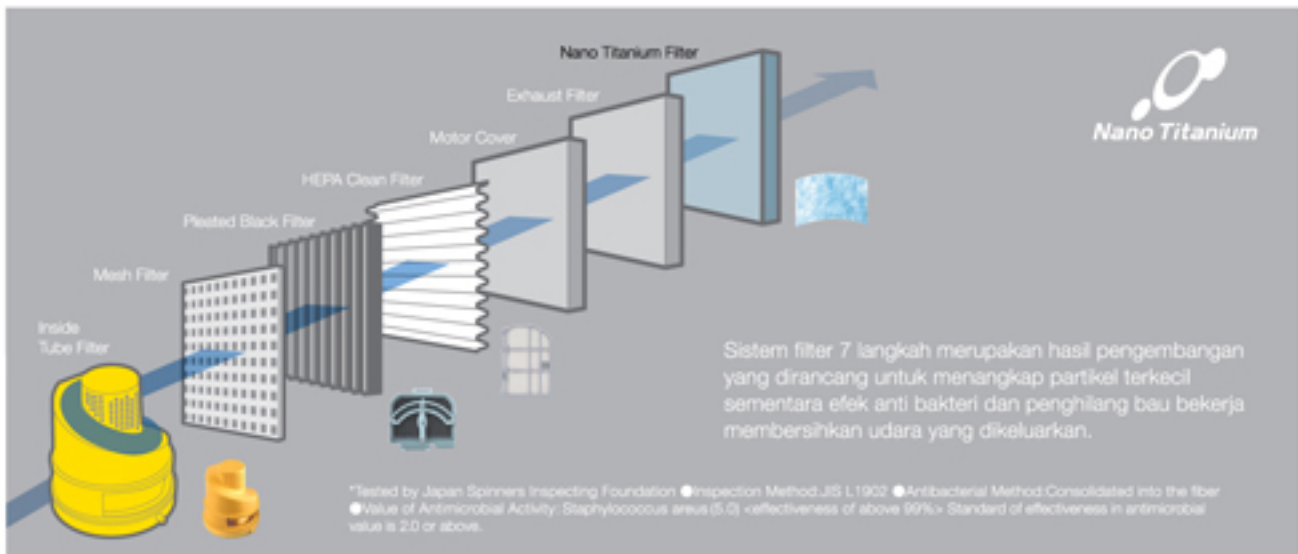 Nano Titanium Filter
Exhaust Filter
Motor Cover
HEPA Clean Filter
Pleated Black Filter
Mesh Filter
Inside
Tube Filter
Nano Titanium
Sistem filter 7 langkah merupakan hasil pengembangan
yang dirancang untuk menangkap partikel terkecil
sementara efek anti bakteri dan penghilang bau bekerja
membersihkan udara yang dikeluarkan.
*Tested by Japan Spinners Inspecting Foundation ●Inspection Method:JIS L1902 ●Antibacterial Method:Consolidated into the fiber
●Value of Antimicrobial Activity: Staphylococcus areus (5.0) <effectiveness of above 99%> Standard of effectiveness in antimicrobial
value is 2.0 or above.